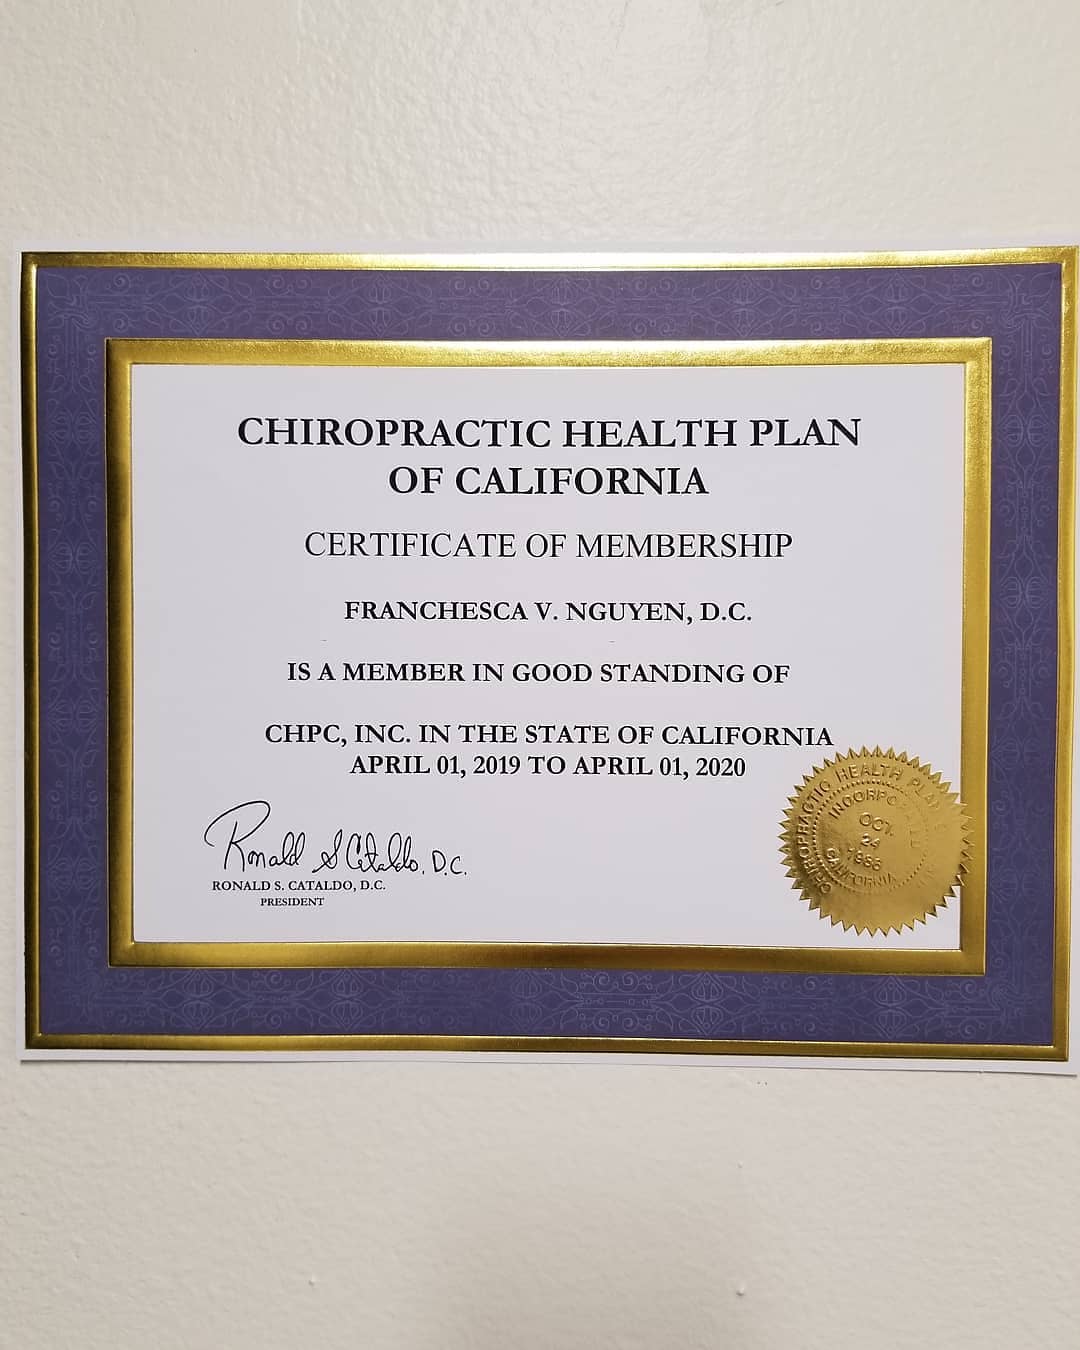 CHIROPRACTIC HEALTH PLAN
OF CALIFORNIA
CERTIFICATE OF MEMBERSHIP
FRANCHESCA V. NGUYEN, D.C.
IS A MEMBER IN GOOD STANDING OF
CHPC, INC. IN THE STATE OF CALIFORNIA
APRIL 01, 2019 TO APRIL 01, 2020
Ronald S Cataldo, D.C.
RONALD S. CATALDO, D.C.
PRESIDENT
CHIROPRACTIC HEALTH PLAN
INCORPORATED
OCT.
24
CALIFORNIA